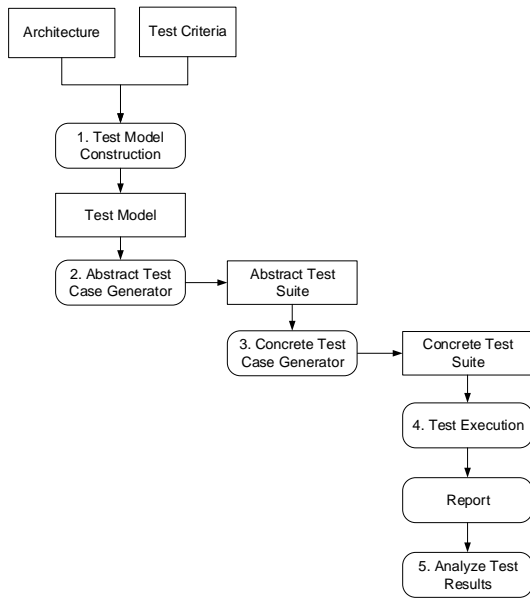 Architecture
Test Criteria
1. Test Model
Construction
Test Model
2. Abstract Test
Case Generator
Abstract Test
Suite
3. Concrete Test
Case Generator
Concrete Test
Suite
4. Test Execution
Report
5. Analyze Test
Results